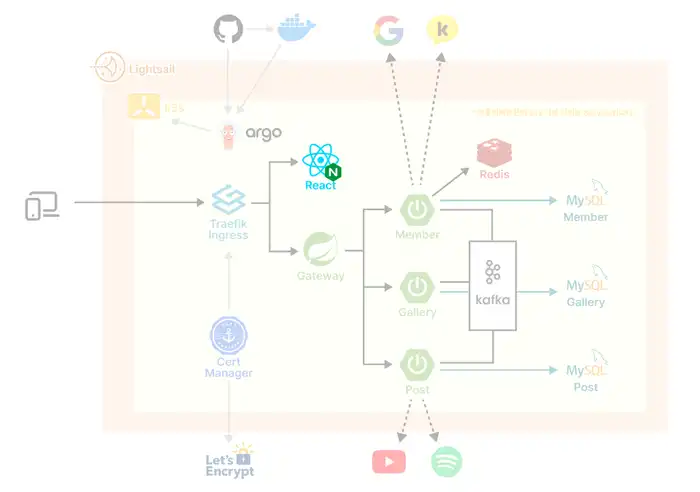 Lightsail
k3s
argo
React
Redis
Traefik
Ingress
Gateway
Member
MySQL
Member
kafka
Gallery
MySQL
Gallery
Cert
Manager
Post
MySQL
Post
Let's
Encrypt